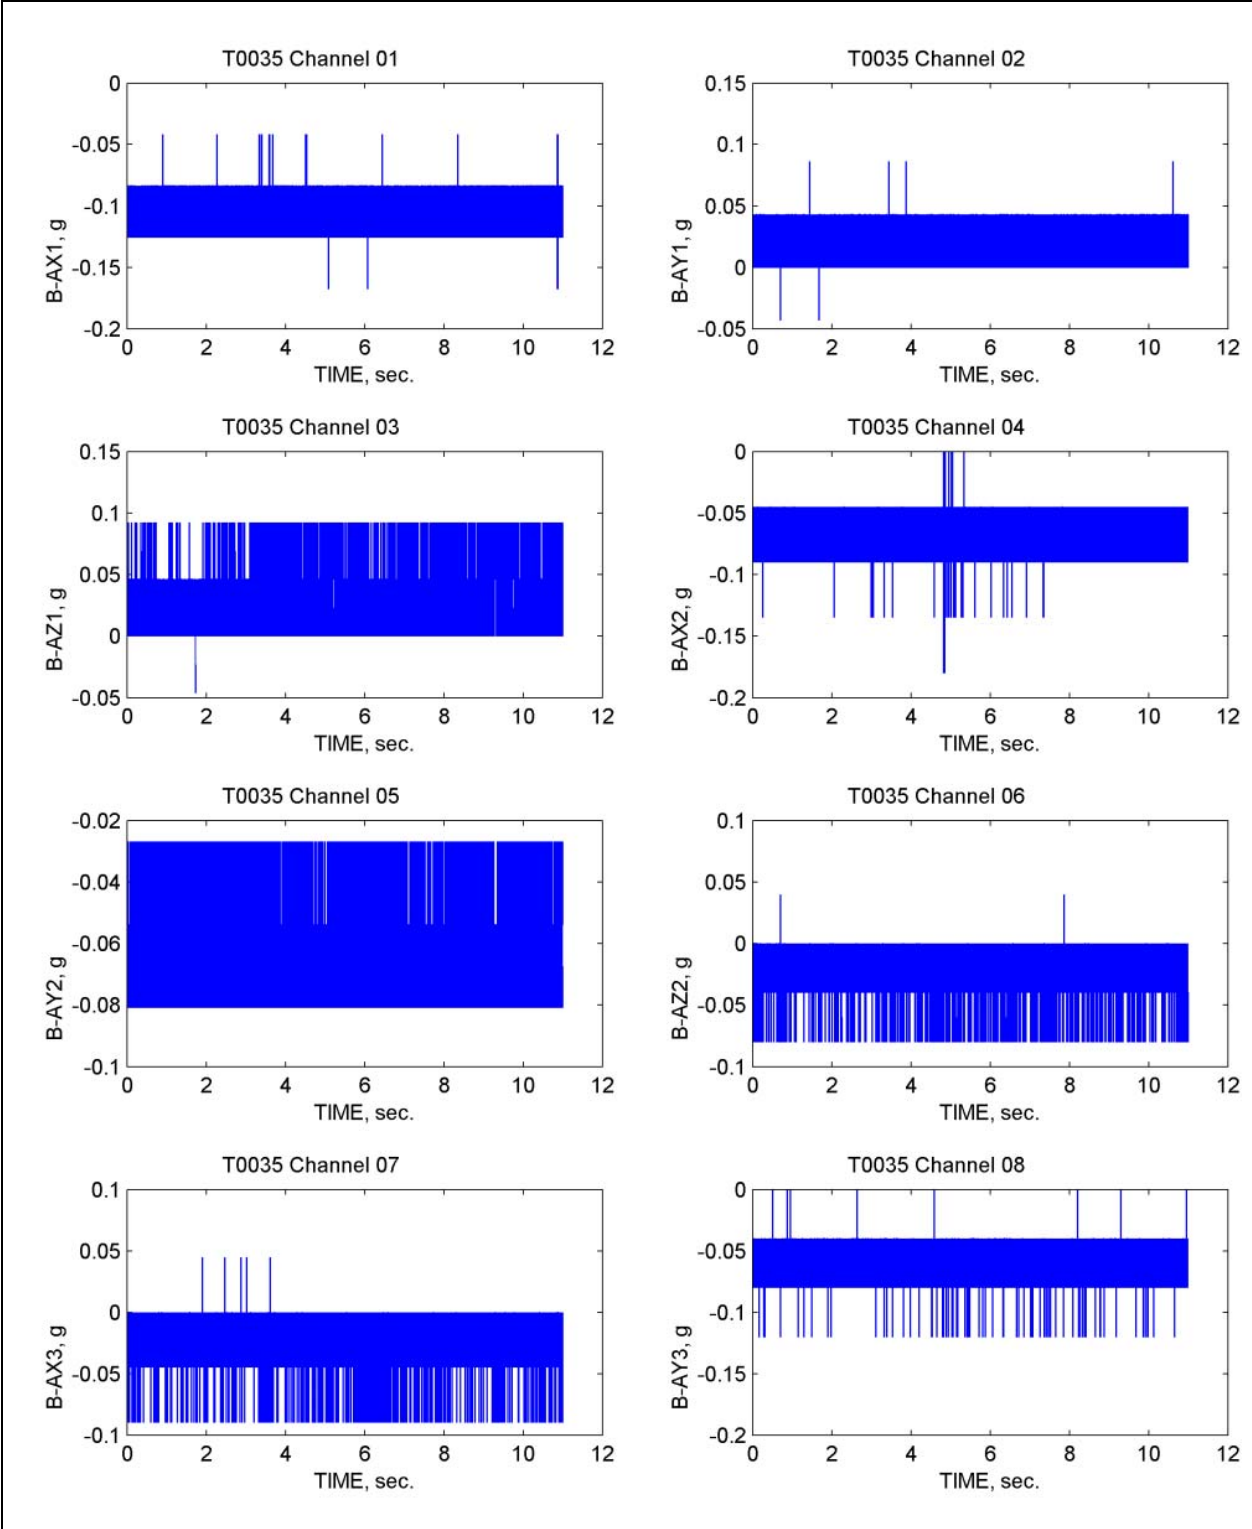 T0035 Channel 01
0
-0.05
-0.1
-0.15
-0.2
B-AX1, g
0 2 4 6 8 10 12
TIME, sec.
T0035 Channel 02
0.15
0.1
0.05
0
-0.05
B-AY1, g
0 2 4 6 8 10 12
TIME, sec.
T0035 Channel 03
0.15
0.1
0.05
0
-0.05
B-AZ1, g
0 2 4 6 8 10 12
TIME, sec.
T0035 Channel 04
0
-0.05
-0.1
-0.15
-0.2
B-AX2, g
0 2 4 6 8 10 12
TIME, sec.
T0035 Channel 05
-0.02
-0.04
-0.06
-0.08
-0.1
B-AY2, g
0 2 4 6 8 10 12
TIME, sec.
T0035 Channel 06
0.1
0.05
0
-0.05
-0.1
B-AZ2, g
0 2 4 6 8 10 12
TIME, sec.
T0035 Channel 07
0.1
0.05
0
-0.05
-0.1
B-AX3, g
0 2 4 6 8 10 12
TIME, sec.
T0035 Channel 08
0
-0.05
-0.1
-0.15
-0.2
B-AY3, g
0 2 4 6 8 10 12
TIME, sec.